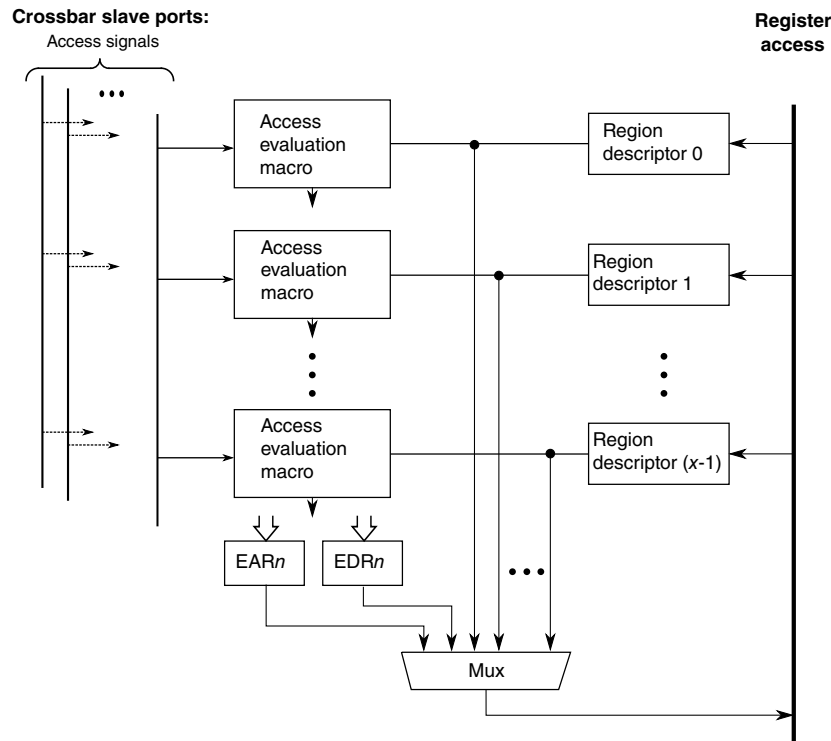 Crossbar slave ports:
Access signals
Register
access
Access
evaluation
macro
Region
descriptor 0
Access
evaluation
macro
Region
descriptor 1
Access
evaluation
macro
Region
descriptor (x-1)
EARn
EDRn
Mux